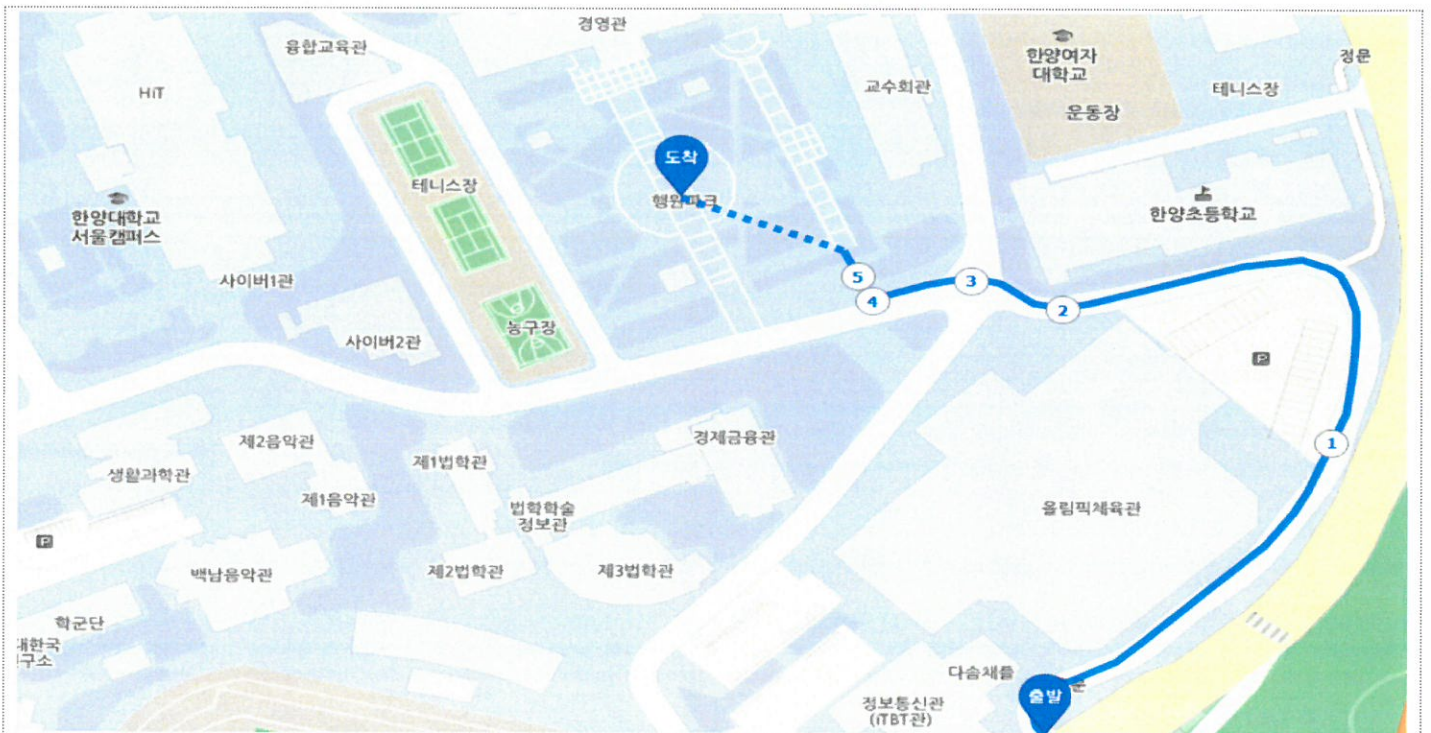 경영관
융합교육관
한양여자
대학교
정문
HiT
교수회관
테니스장
운동장
도착
테니스장
행원파크
한양대학교
서울캠퍼스
한양초등학교
사이버1관
5
4
3
2
농구장
사이버2관
P
제2음악관
경제금융관
1
생활과학관
제1법학관
제1음악관
법학학술
정보관
올림픽체육관
P
백남음악관
제2법학관
제3법학관
학군단
대한국
구소
다솜채플
출발
문
정보통신관
(ITBT관)